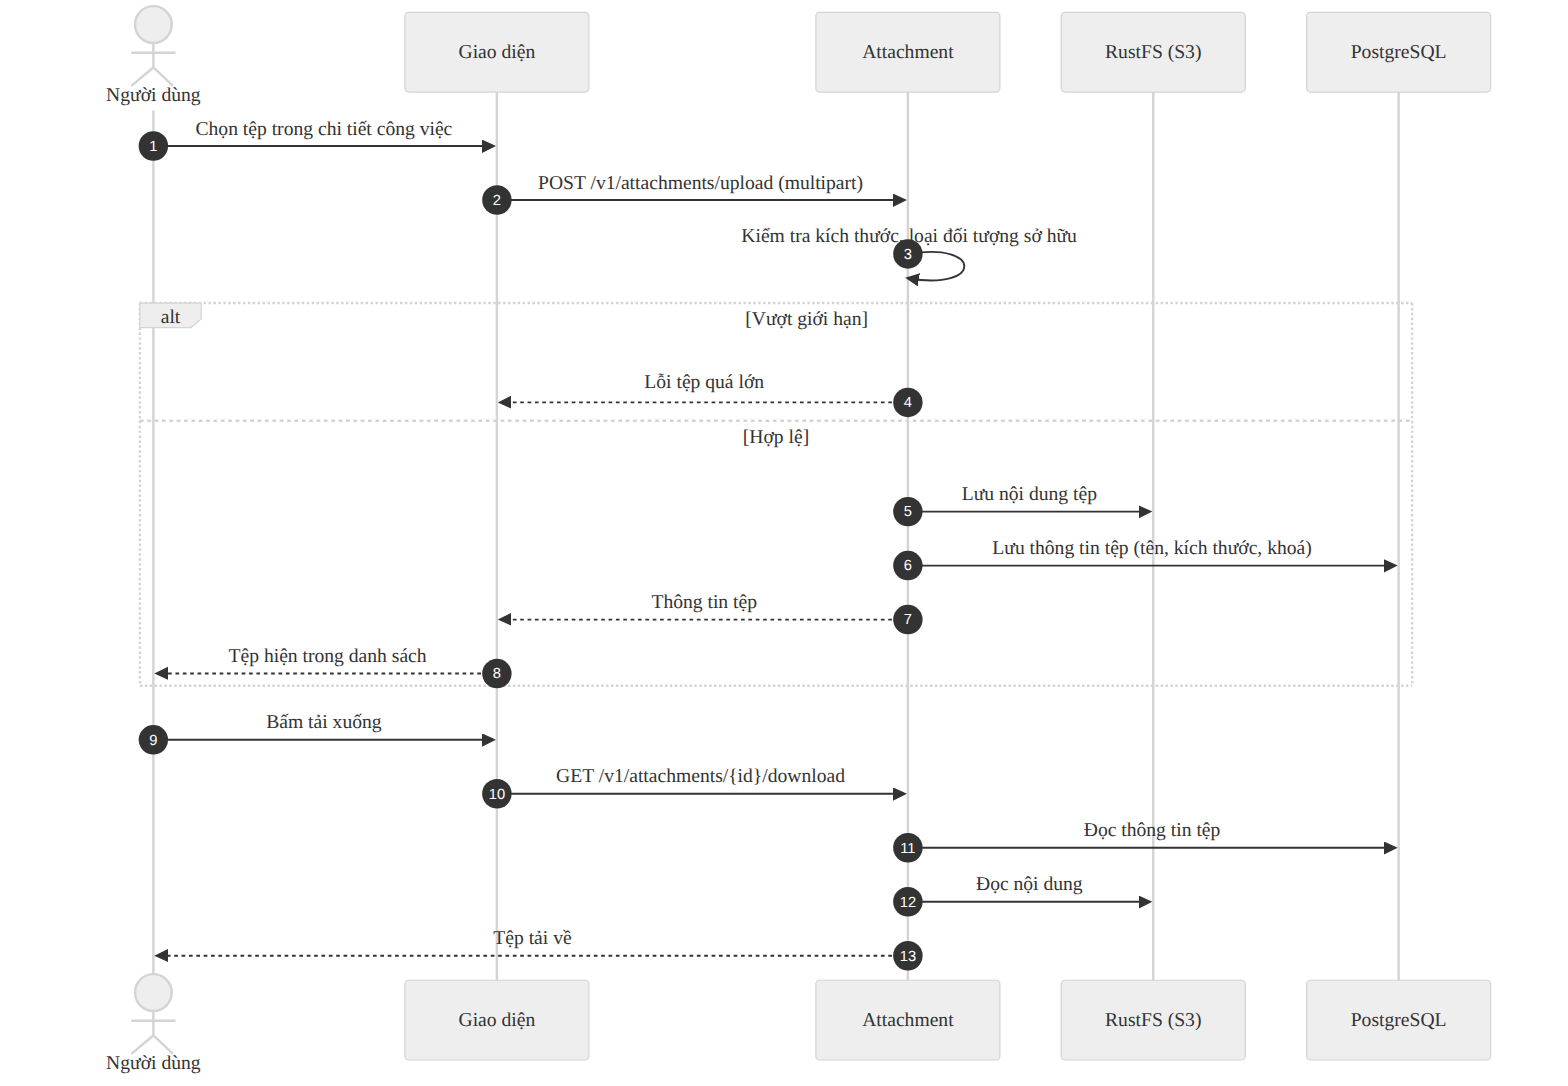 Người dùng
Giao diện
Attachment
RustFS (S3)
PostgreSQL
Chọn tệp trong chi tiết công việc
1
POST /v1/attachments/upload (multipart)
2
Kiểm tra kích thước, loại đối tượng sở hữu
3
alt
[Vượt giới hạn]
Lỗi tệp quá lớn
4
[Hợp lệ]
Lưu nội dung tệp
5
Lưu thông tin tệp (tên, kích thước, khoá)
6
Thông tin tệp
7
Tệp hiện trong danh sách
8
Bấm tải xuống
9
GET /v1/attachments/{id}/download
10
Đọc thông tin tệp
11
Đọc nội dung
12
Tệp tải về
13
Người dùng
Giao diện
Attachment
RustFS (S3)
PostgreSQL